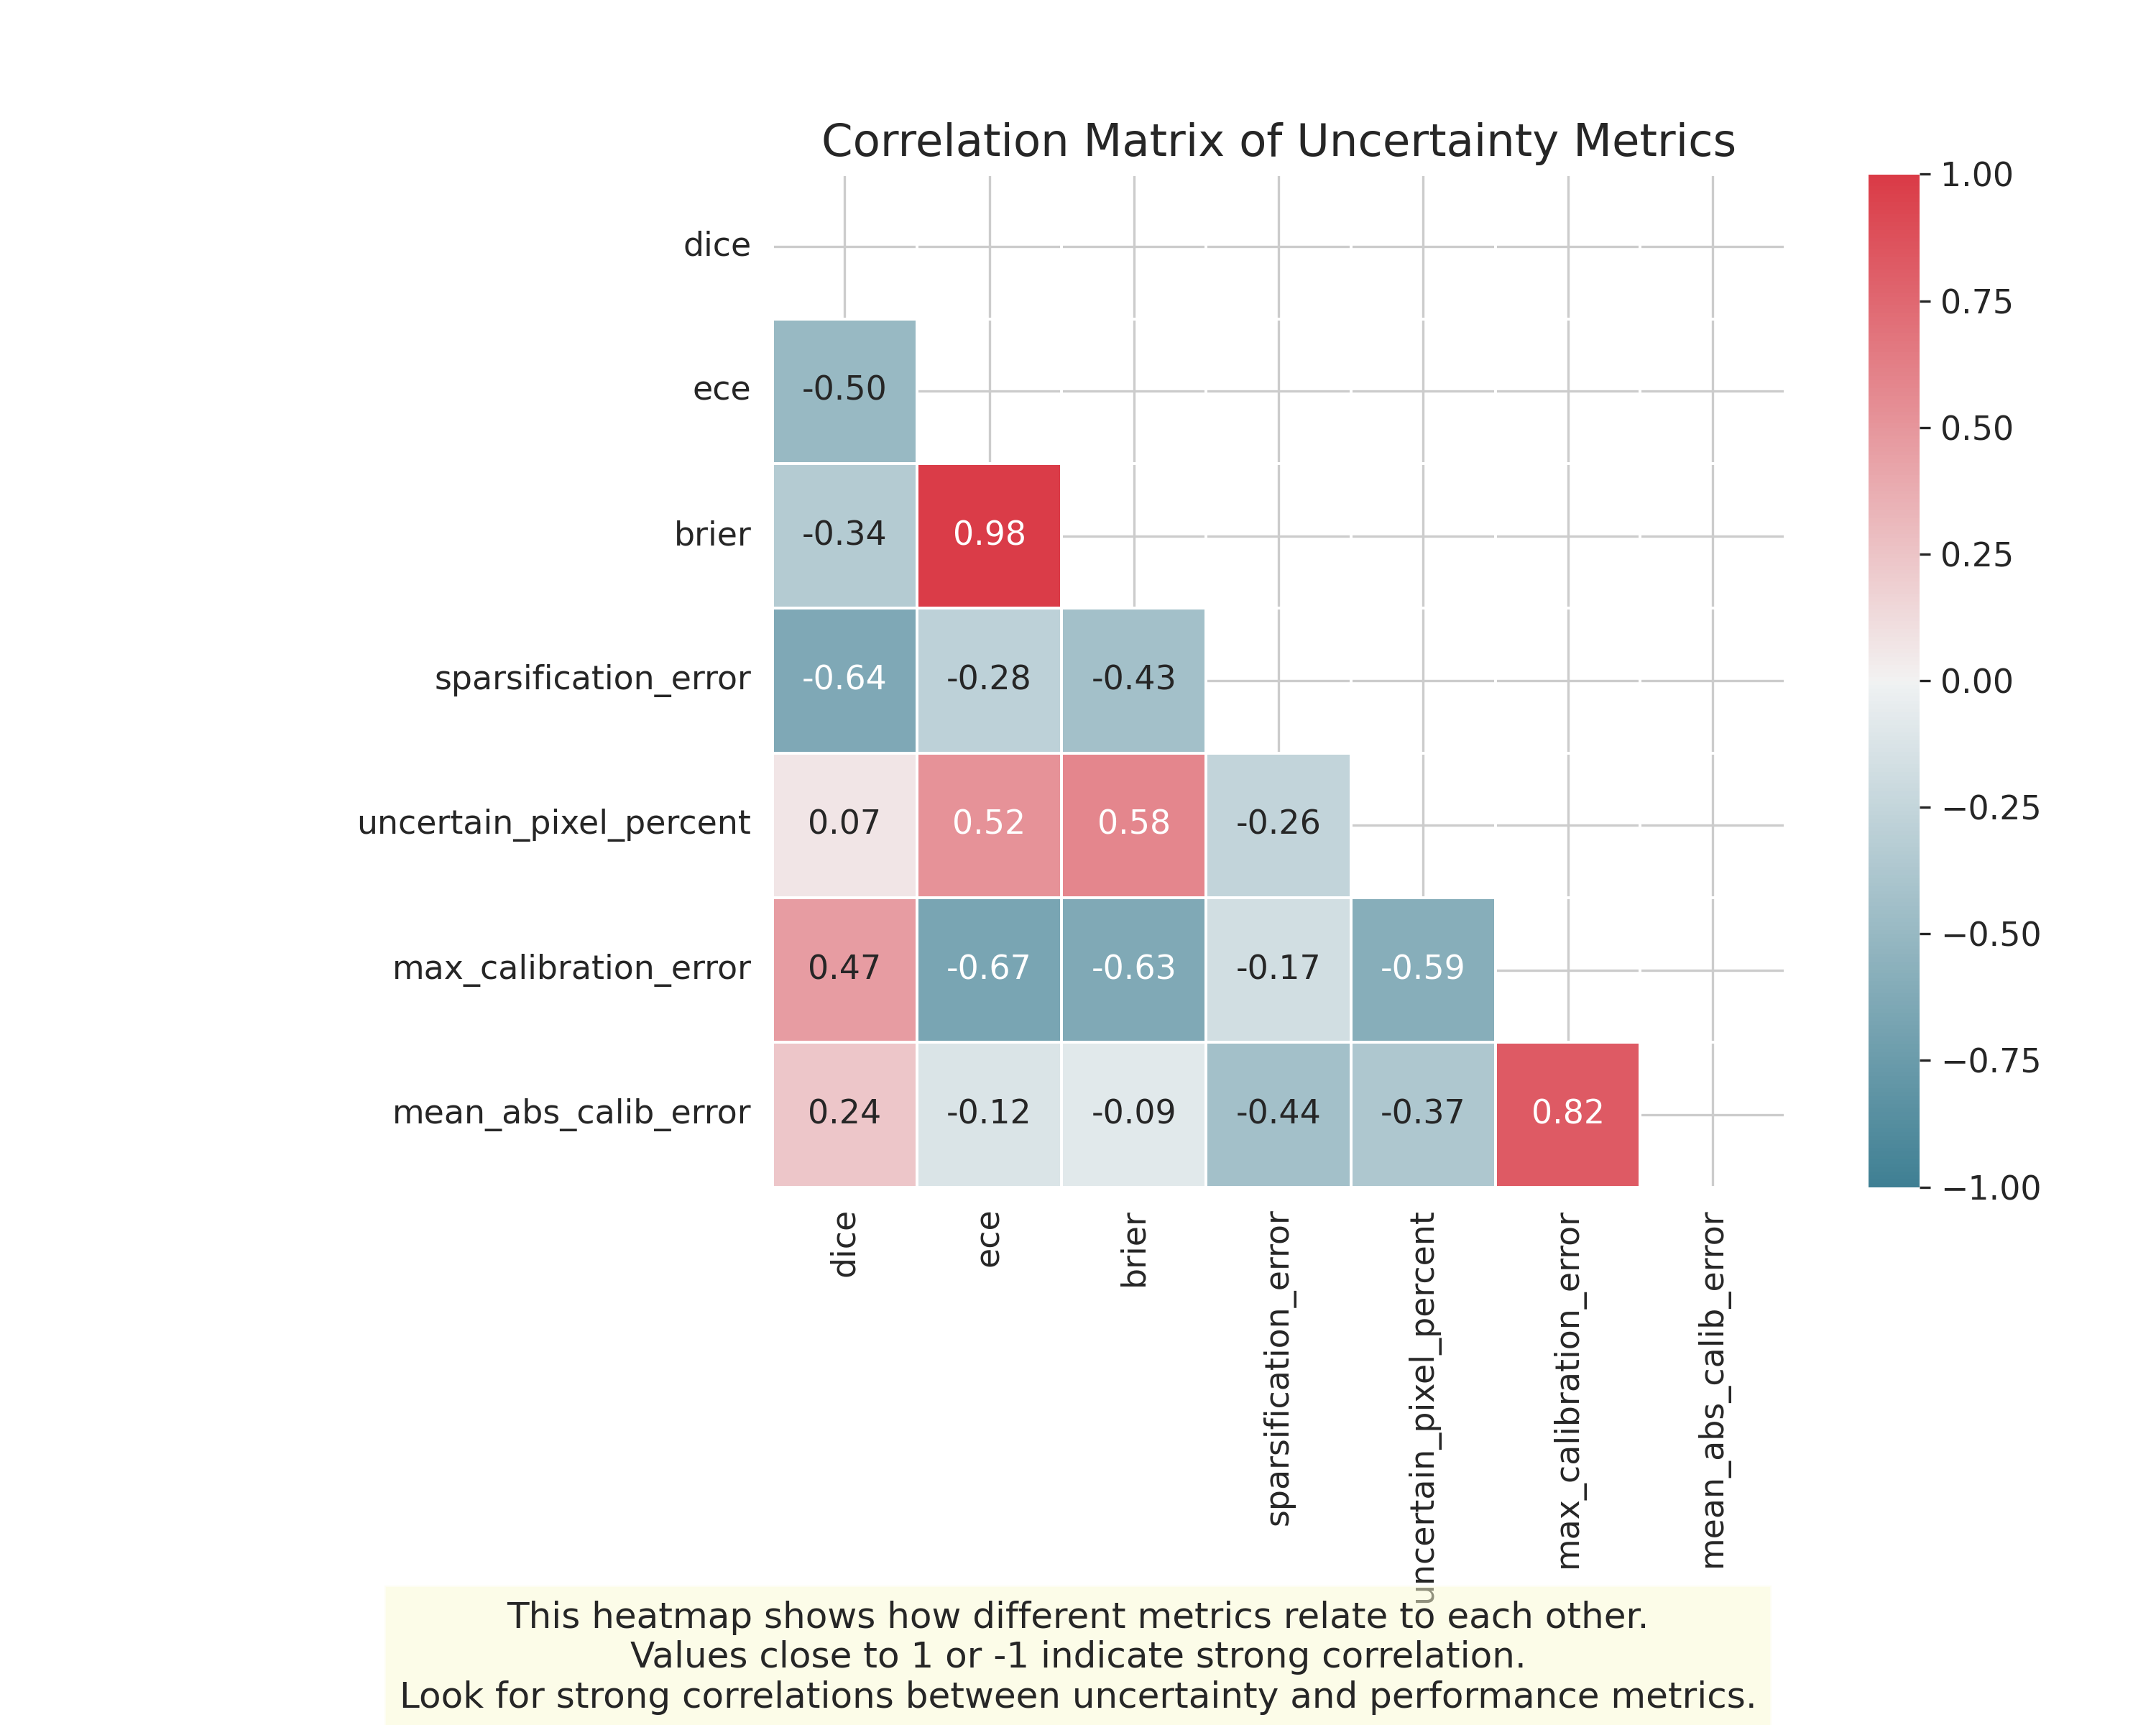 Correlation Matrix of Uncertainty Metrics
1.00
0.75
0.50
0.25
0.00
−0.25
−0.50
−0.75
−1.00
dice
ece -0.50
brier -0.34 0.98
sparsification_error -0.64 -0.28 -0.43
uncertain_pixel_percent 0.07 0.52 0.58 -0.26
max_calibration_error 0.47 -0.67 -0.63 -0.17 -0.59
mean_abs_calib_error 0.24 -0.12 -0.09 -0.44 -0.37 0.82
dice
ece
brier
sparsification_error
uncertain_pixel_percent
max_calibration_error
mean_abs_calib_error
This heatmap shows how different metrics relate to each other.
Values close to 1 or -1 indicate strong correlation.
Look for strong correlations between uncertainty and performance metrics.